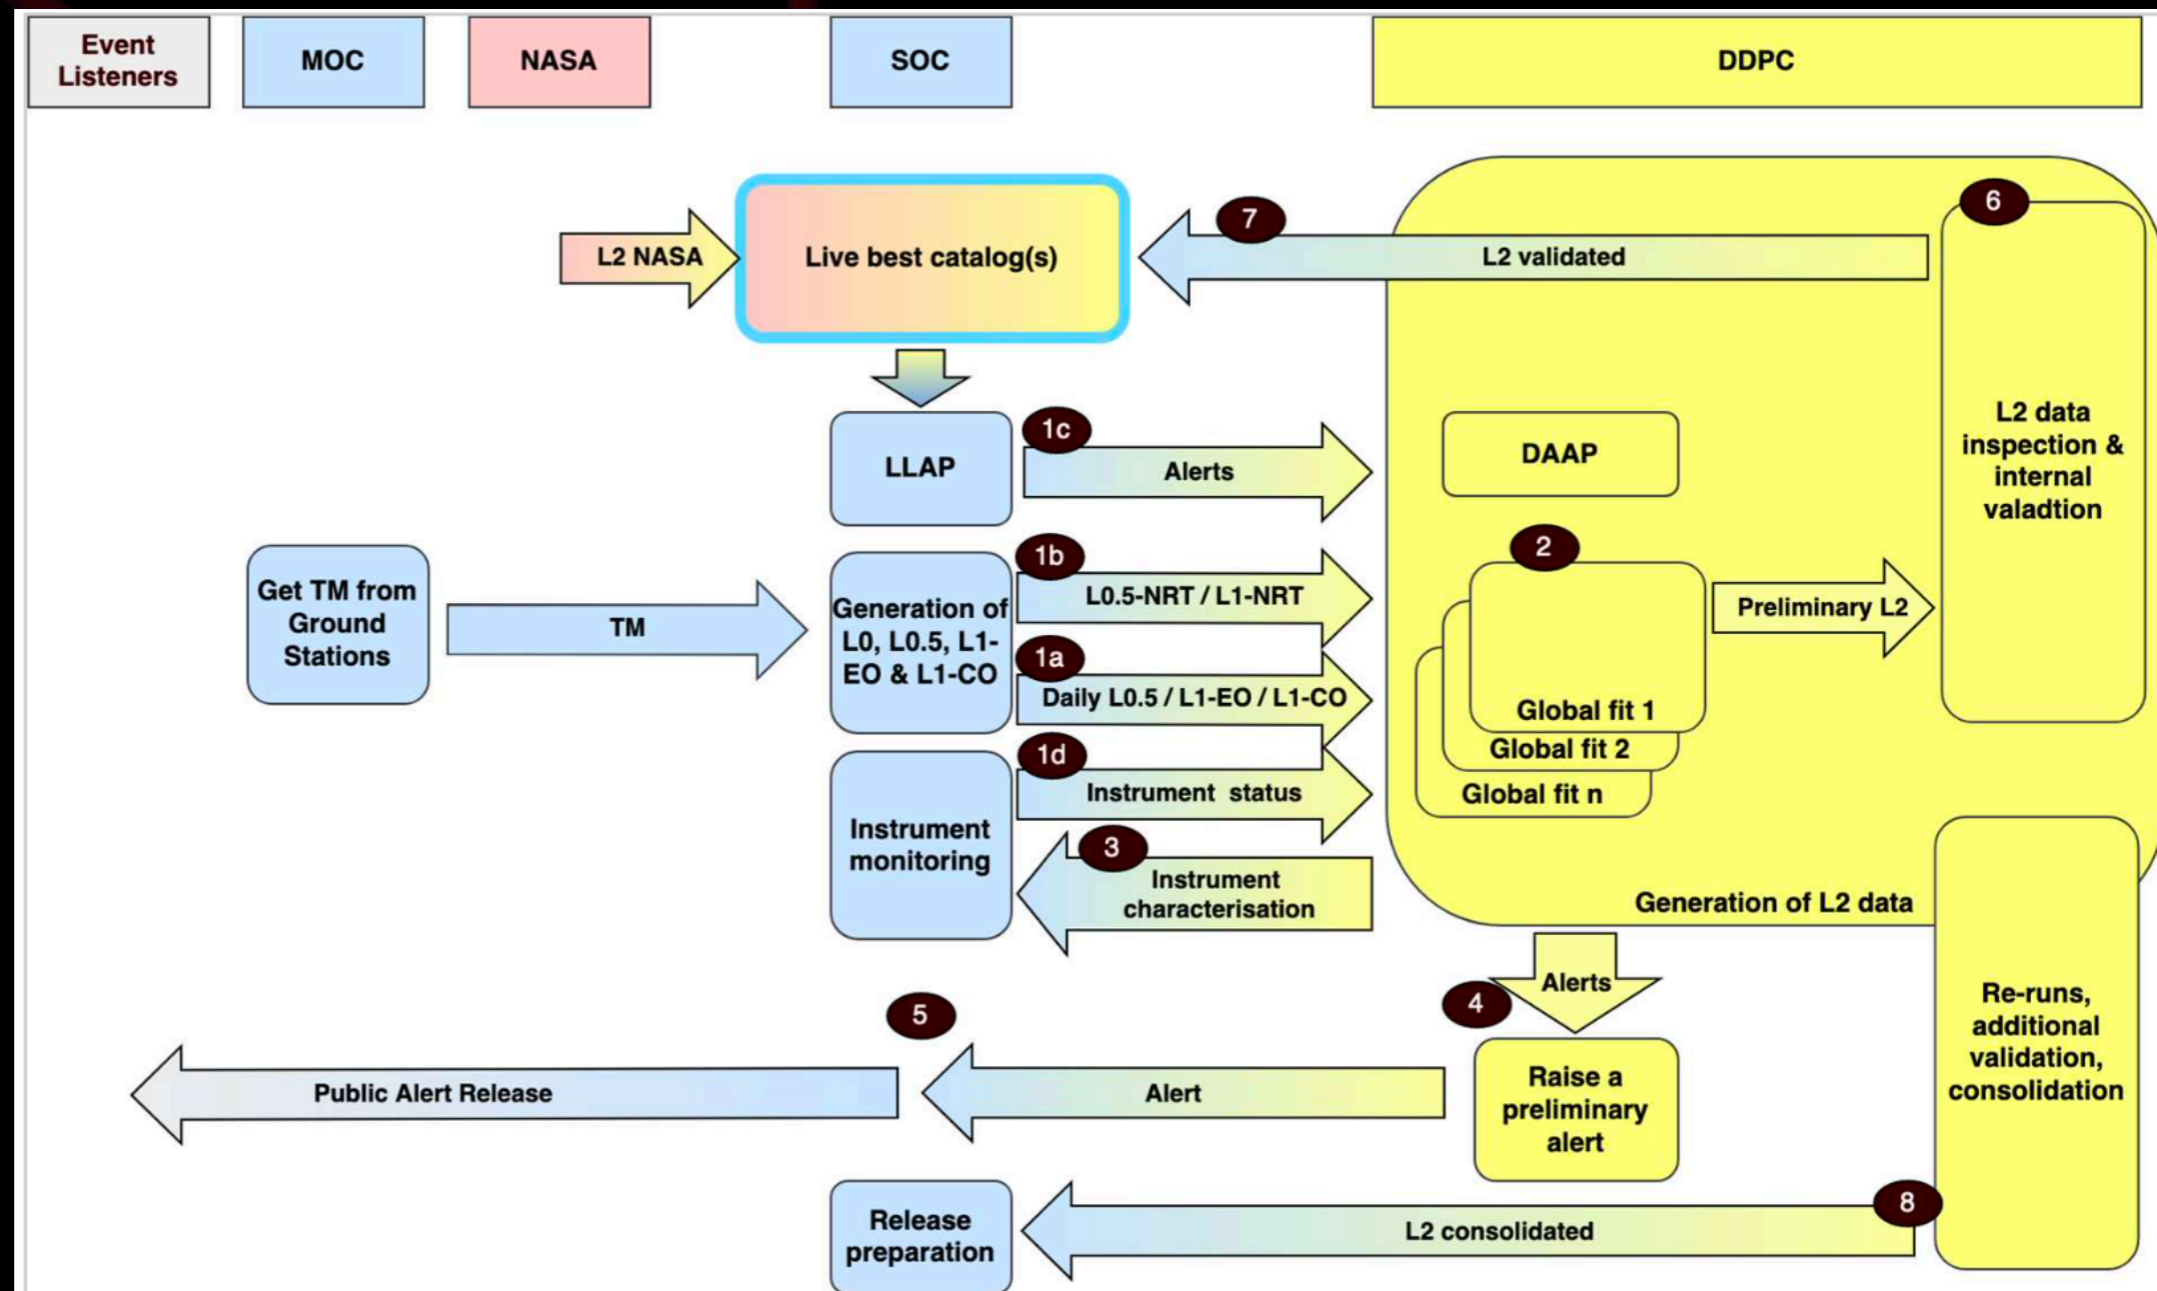 Event
Listeners
MOC
NASA
SOC
DDPC
6
7
L2 NASA
Live best catalog(s)
L2 validated
L2 data
inspection &
internal
valadtion
1c
LLAP
Alerts
DAAP
2
1b
Get TM from
Ground
Stations
TM
Generation of
L0, L0.5, L1-
EO & L1-CO
L0.5-NRT / L1-NRT
Preliminary L2
1a
Daily L0.5 / L1-EO / L1-CO
Global fit 1
Global fit 2
Global fit n
1d
Instrument status
Instrument
monitoring
3
Instrument
characterisation
Generation of L2 data
Alerts
4
5
Re-runs,
additional
validation,
consolidation
Public Alert Release
Alert
Raise a
preliminary
alert
8
Release
preparation
L2 consolidated